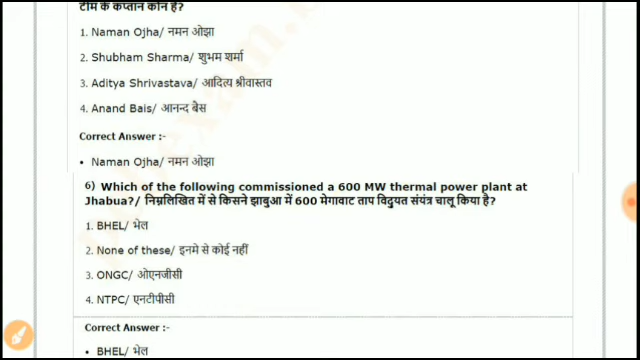 टीम के कप्तान कौन है?
1. Naman Ojha/ नमन ओझा
2. Shubham Sharma/ शुभम शर्मा
3. Aditya Shrivastava/ आदित्य श्रीवास्तव
4. Anand Bais/ आनन्द बैस
Correct Answer :-
• Naman Ojha/ नमन ओझा
6) Which of the following commissioned a 600 MW thermal power plant at
Jhabua?/ निम्नलिखित में से किसने झाबुआ में 600 मेगावाट ताप विद्युयत संयंत्र चालू किया है?
1. BHEL/ भेल
2. None of these/ इनमे से कोई नहीं
3. ONGC/ ओएनजीसी
4. NTPC/ एनटीपीसी
Correct Answer :-
• BHEL/ भेल